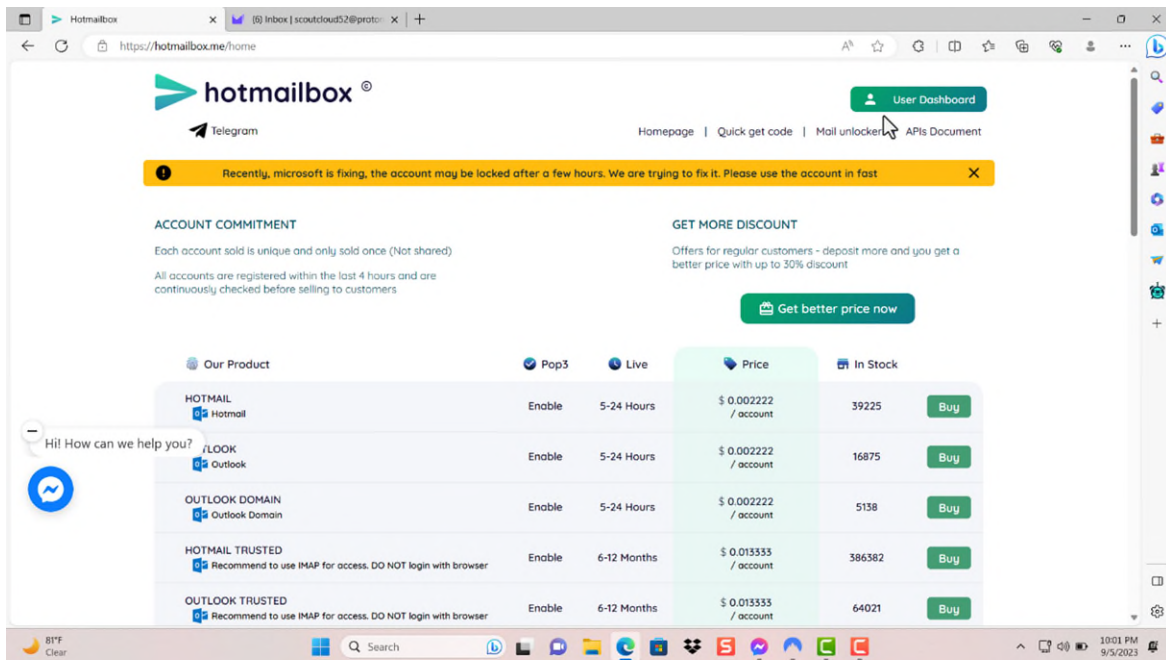 Hotmailbox
(6) Inbox | scoutcloud52@proton
https://hotmailbox.me/home
hotmailbox ©
User Dashboard
Telegram
Homepage | Quick get code | Mail unlocker APIs Document
Recently, microsoft is fixing, the account may be locked after a few hours. We are trying to fix it. Please use the account in fast
ACCOUNT COMMITMENT
Each account sold is unique and only sold once (Not shared)
All accounts are registered within the last 4 hours and are
continuously checked before selling to customers
GET MORE DISCOUNT
Offers for regular customers - deposit more and you get a
better price with up to 30% discount
Get better price now
Our Product Pop3 Live Price In Stock
HOTMAIL
Hotmail
Enable 5-24 Hours $ 0.002222 / account 39225 Buy
Hi! How can we help you?
TLOOK
Outlook
Enable 5-24 Hours $ 0.002222 / account 16875 Buy
OUTLOOK DOMAIN
Outlook Domain
Enable 5-24 Hours $ 0.002222 / account 5138 Buy
HOTMAIL TRUSTED
Recommend to use IMAP for access. DO NOT login with browser
Enable 6-12 Months $ 0.013333 / account 386382 Buy
OUTLOOK TRUSTED
Recommend to use IMAP for access. DO NOT login with browser
Enable 6-12 Months $ 0.013333 / account 64021 Buy
81°F
Clear
Search
10:01 PM
9/5/2023